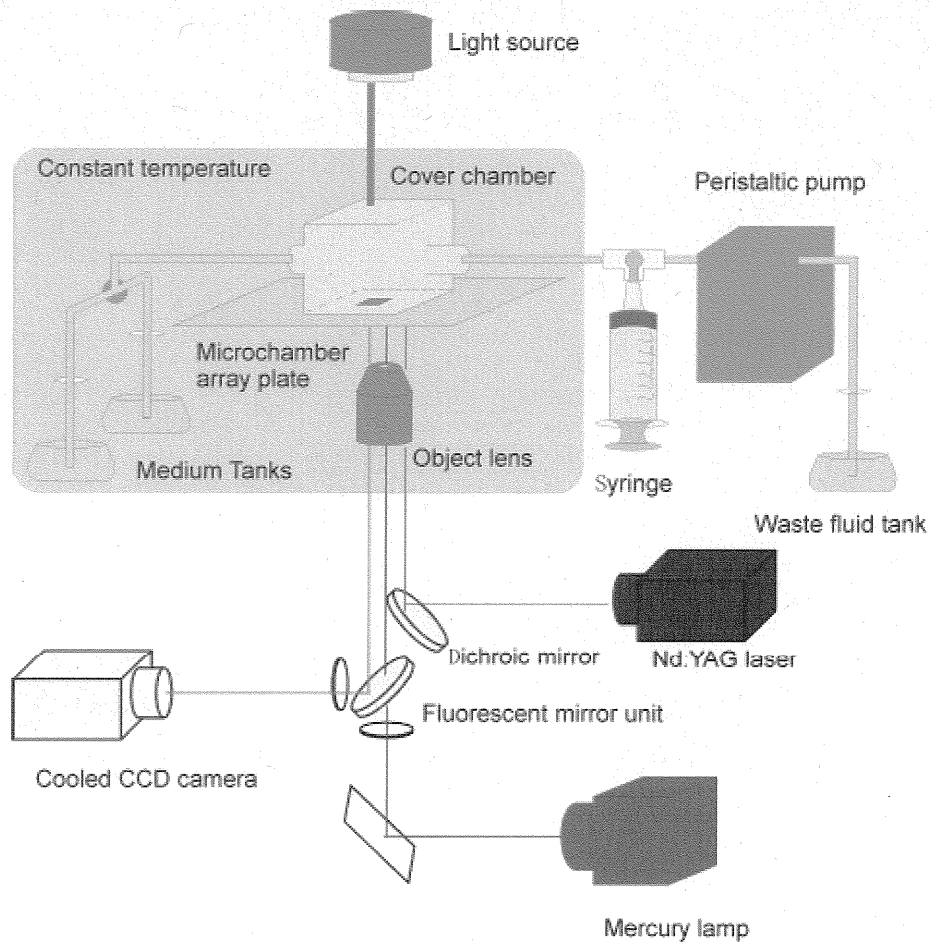 Light source
Constant temperature
Cover chamber
Peristaltic pump
Microchamber
array plate
Object lens
Medium Tanks
Syringe
Waste fluid tank
Dichroic mirror
Nd.YAG laser
Fluorescent mirror unit
Cooled CCD camera
Mercury lamp